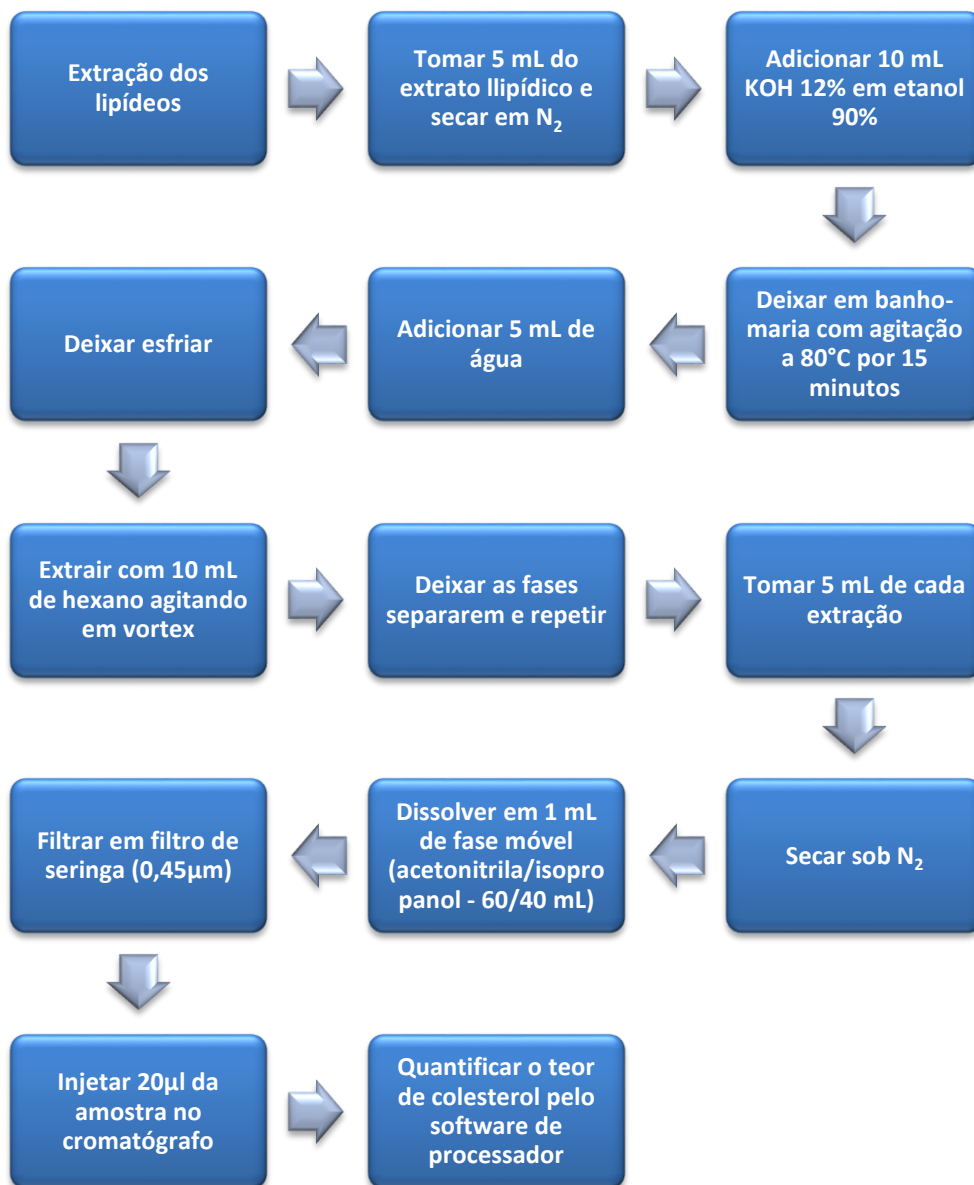 Extração dos
lipídeos
Tomar 5 mL do
extrato llipídico e
secar em N₂
Adicionar 10 mL
KOH 12% em etanol
90%
Deixar em banho-
maria com agitação
a 80°C por 15
minutos
Adicionar 5 mL de
água
Deixar esfriar
Extrair com 10 mL
de hexano agitando
em vortex
Deixar as fases
separarem e repetir
Tomar 5 mL de cada
extração
Secar sob N₂
Dissolver em 1 mL
de fase móvel
(acetonitrila/isopro
panol - 60/40 mL)
Filtrar em filtro de
seringa (0,45µm)
Injetar 20µl da
amostra no
cromatógrafo
Quantificar o teor
de colesterol pelo
software de
processador